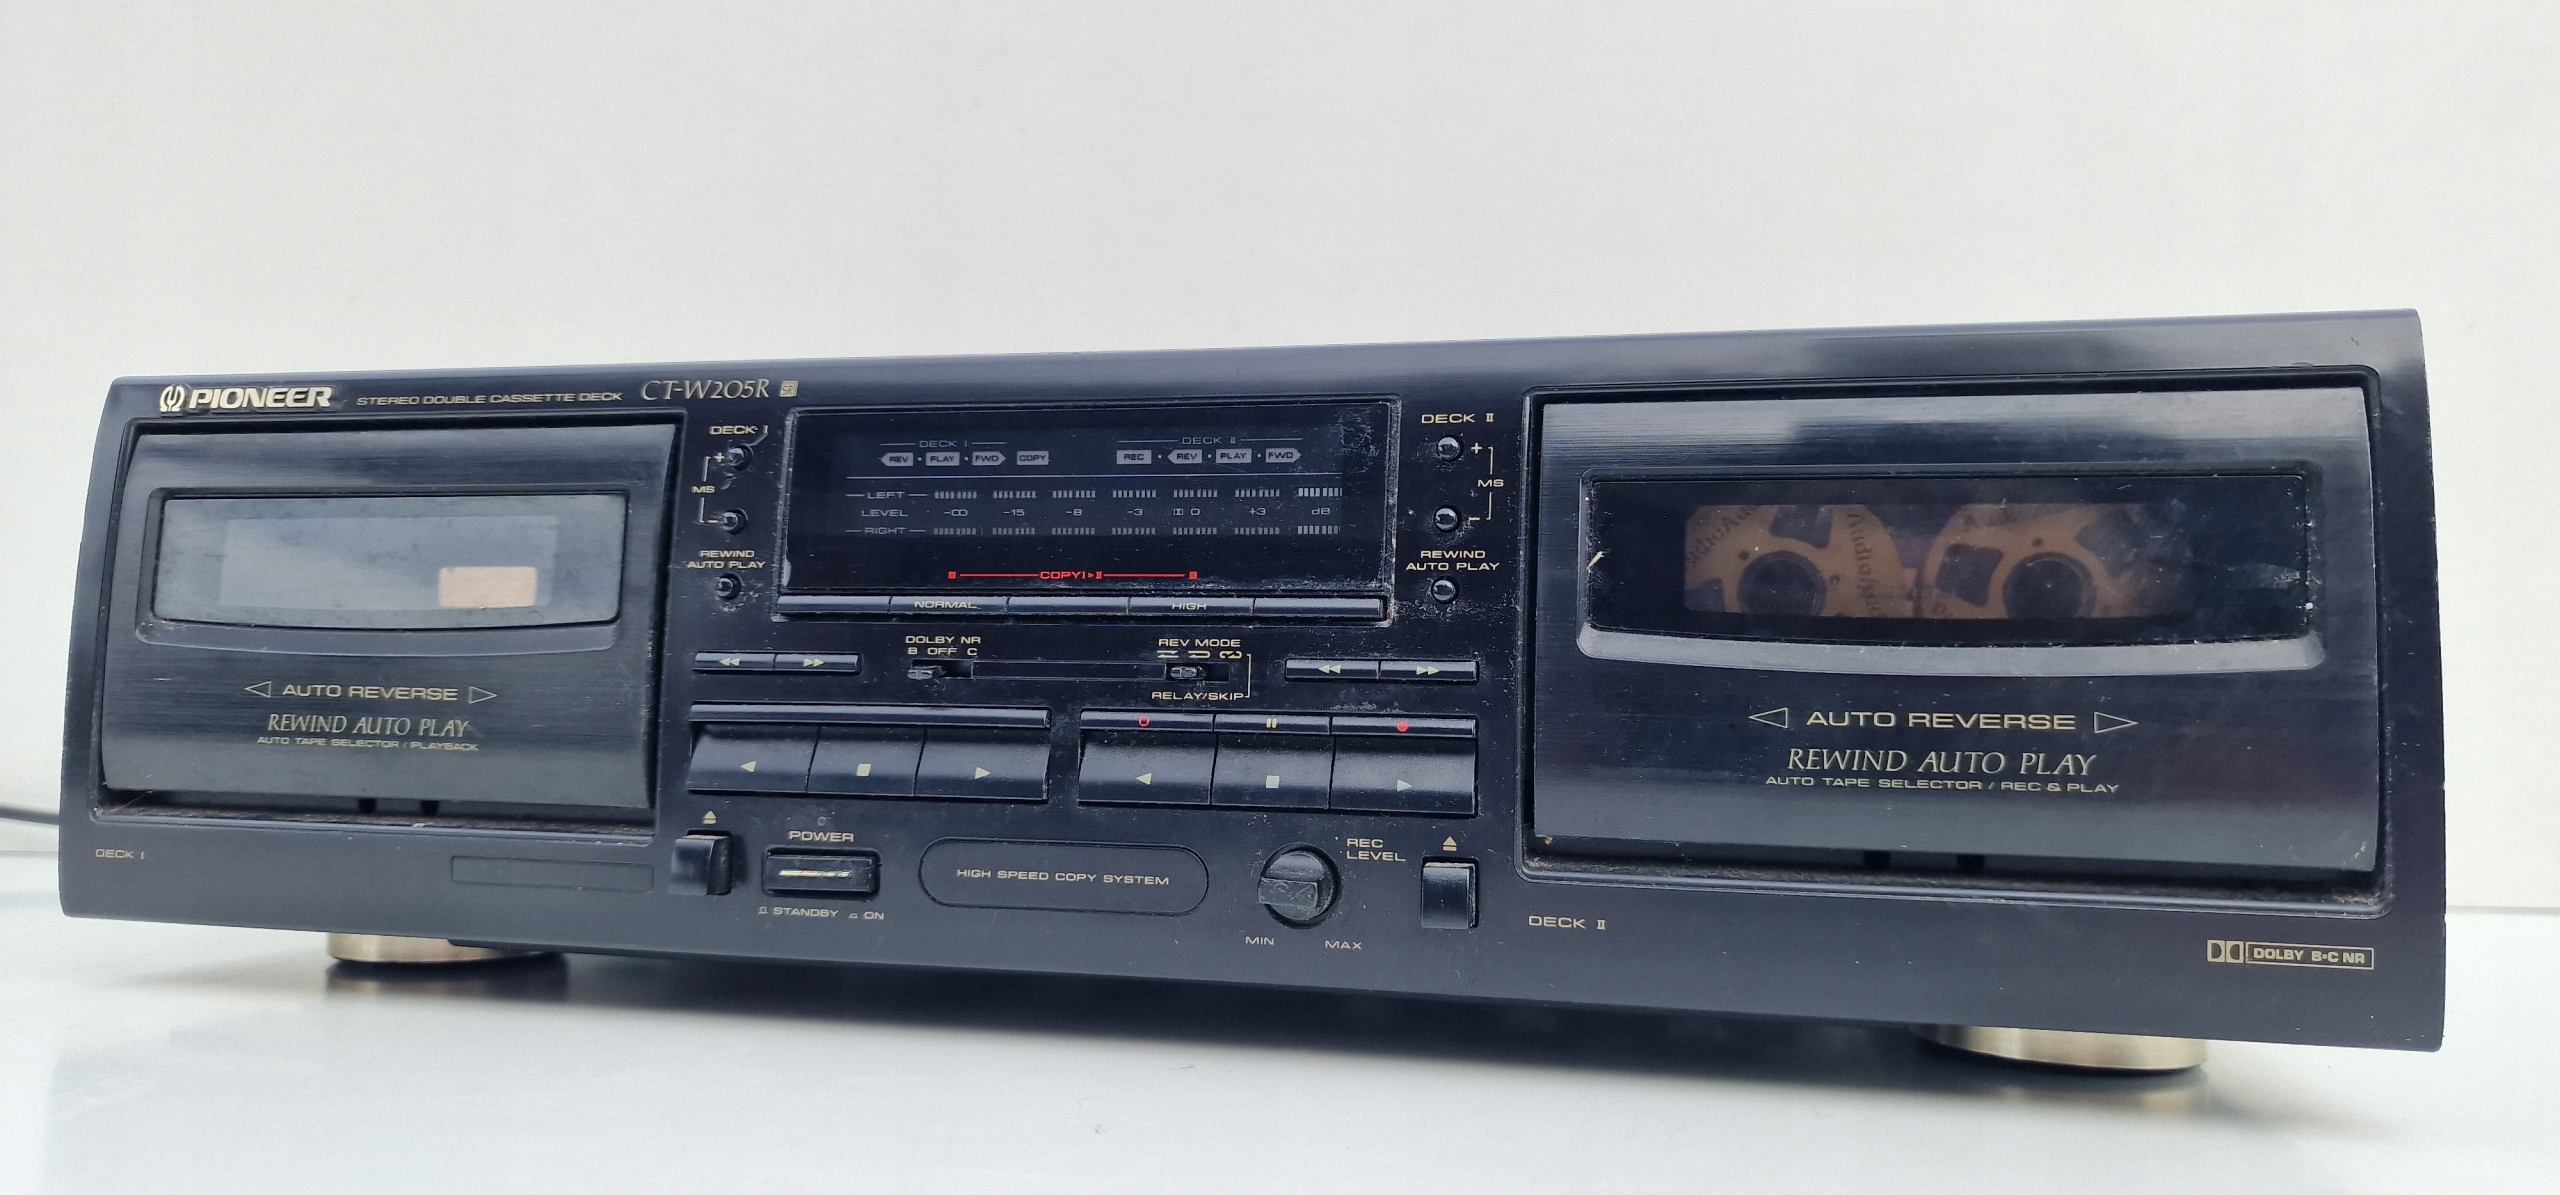 PIONEER STEREO DOUBLE CASSETTE DECK CT-W205R SR
◁ AUTO REVERSE ▷
REWIND AUTO PLAY
AUTO TAPE SELECTOR / PLAYBACK
DECK I
DECK I
+
MS
−
REWIND
AUTO PLAY
DECK I
REV • PLAY • FWD COPY
DECK II
REC • REV • PLAY • FWD
LEFT
LEVEL -∞ -15 -8 -3 0 +3 dB
RIGHT
COPY I ▸ II
NORMAL HIGH
DECK II
+
MS
−
REWIND
AUTO PLAY
DOLBY NR
B OFF C
REV MODE
RELAY/SKIP
POWER
STANDBY ON
HIGH SPEED COPY SYSTEM
REC
LEVEL
MIN MAX
◁ AUTO REVERSE ▷
REWIND AUTO PLAY
AUTO TAPE SELECTOR / REC & PLAY
DECK II
DOLBY B·C NR